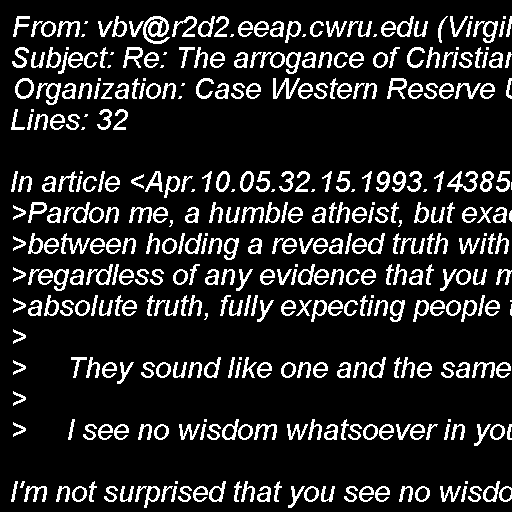 From: vbv@r2d2.eeap.cwru.edu (Virgil
Subject: Re: The arrogance of Christian
Organization: Case Western Reserve U
Lines: 32
In article <Apr.10.05.32.15.1993.14385
>Pardon me, a humble atheist, but exac
>between holding a revealed truth with
>regardless of any evidence that you m
>absolute truth, fully expecting people t
>
>     They sound like one and the same
>
>     I see no wisdom whatsoever in you
I'm not surprised that you see no wisdo